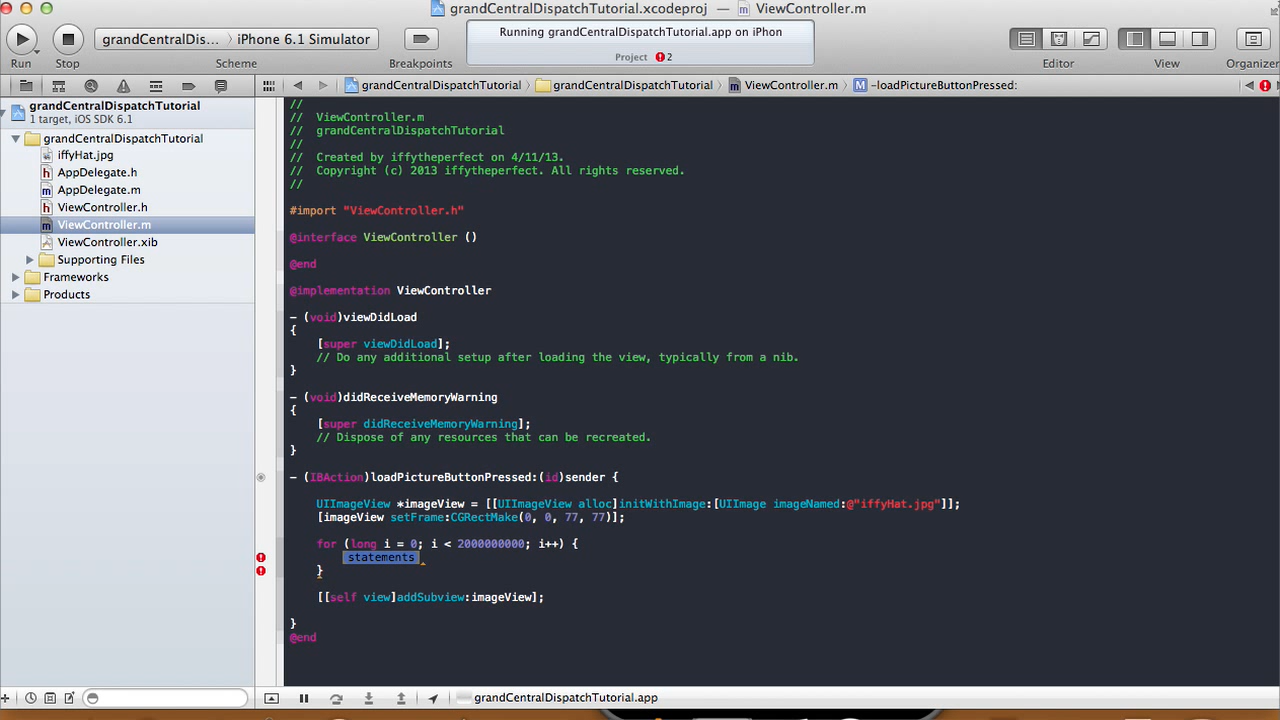 grandCentralDispatchTutorial.xcodeproj — ViewController.m
grandCentralDis... iPhone 6.1 Simulator
Running grandCentralDispatchTutorial.app on iPhon
Project 2
Run Stop Scheme Breakpoints Editor View Organizer
grandCentralDispatchTutorial grandCentralDispatchTutorial ViewController.m M -loadPictureButtonPressed:
grandCentralDispatchTutorial
1 target, iOS SDK 6.1
grandCentralDispatchTutorial
iffyHat.jpg
h AppDelegate.h
m AppDelegate.m
h ViewController.h
m ViewController.m
ViewController.xib
Supporting Files
Frameworks
Products
//
// ViewController.m
// grandCentralDispatchTutorial
//
// Created by iffytheperfect on 4/11/13.
// Copyright (c) 2013 iffytheperfect. All rights reserved.
//
#import "ViewController.h"
@interface ViewController ()
@end
@implementation ViewController
- (void)viewDidLoad
{
[super viewDidLoad];
// Do any additional setup after loading the view, typically from a nib.
}
- (void)didReceiveMemoryWarning
{
[super didReceiveMemoryWarning];
// Dispose of any resources that can be recreated.
}
- (IBAction)loadPictureButtonPressed:(id)sender {
UIImageView *imageView = [[UIImageView alloc]initWithImage:[UIImage imageNamed:@"iffyHat.jpg"]];
[imageView setFrame:CGRectMake(0, 0, 77, 77)];
for (long i = 0; i < 2000000000; i++) {
statements
}
[[self view]addSubview:imageView];
}
@end
grandCentralDispatchTutorial.app